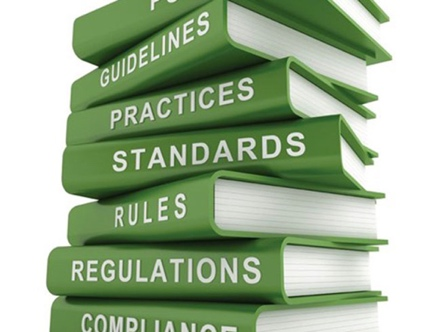 GUIDELINES
PRACTICES
STANDARDS
RULES
REGULATIONS
COMPLIANCE